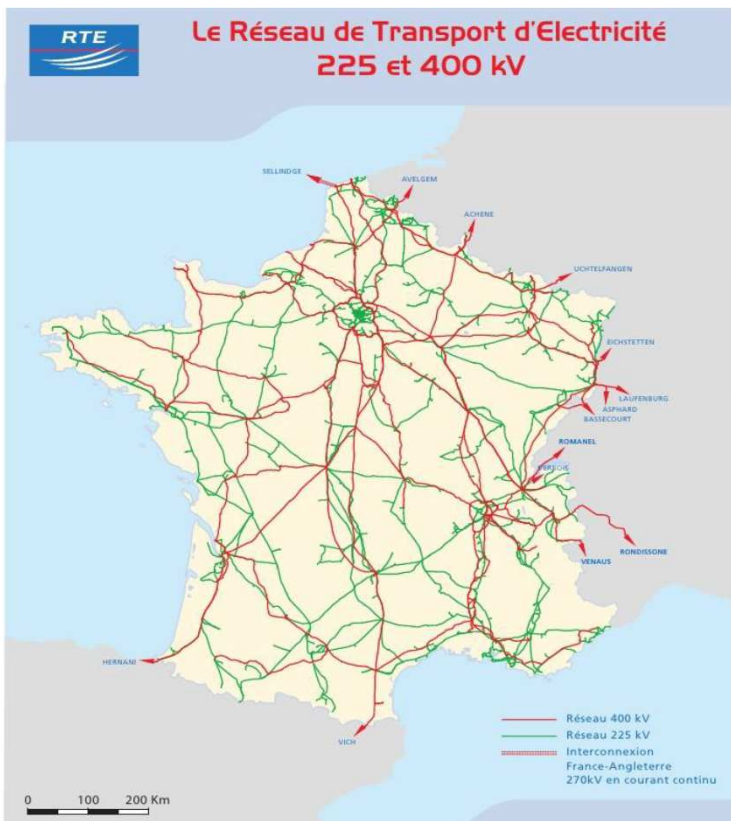 RTE
Le Réseau de Transport d'Electricité
225 et 400 kV
SELLINDGE
AVELGEM
ACHENE
UCHTELFANGEN
EICHSTETTEN
LAUFENBURG
ASPHARD
BASSECOURT
ROMANEL
VERBOIS
RONDISSONE
VENAUS
HERNANI
VICH
Réseau 400 kV
Réseau 225 kV
Interconnexion
France-Angleterre
270kV en courant continu
0 100 200 Km